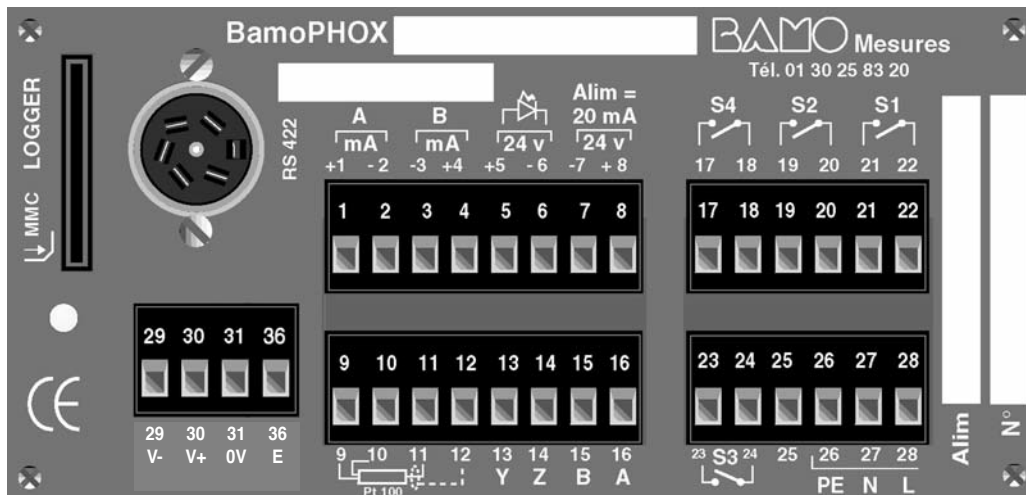 BamoPHOX
BAMO Mesures
Tél. 01 30 25 83 20
MMC LOGGER
RS 422
A
mA
+1 - 2
B
mA
-3 +4
24 v
+5 - 6
Alim =
20 mA
24 v
-7 + 8
S4
17 18
S2
19 20
S1
21 22
1 2 3 4 5 6 7 8
17 18 19 20 21 22
29 30 31 36
9 10 11 12 13 14 15 16
23 24 25 26 27 28
29 30 31 36
V- V+ 0V E
9 10 11 12 13 14 15 16
Pt 100
Y Z B A
23 S3 24 25 26 27 28
PE N L
CE
Alim
N°